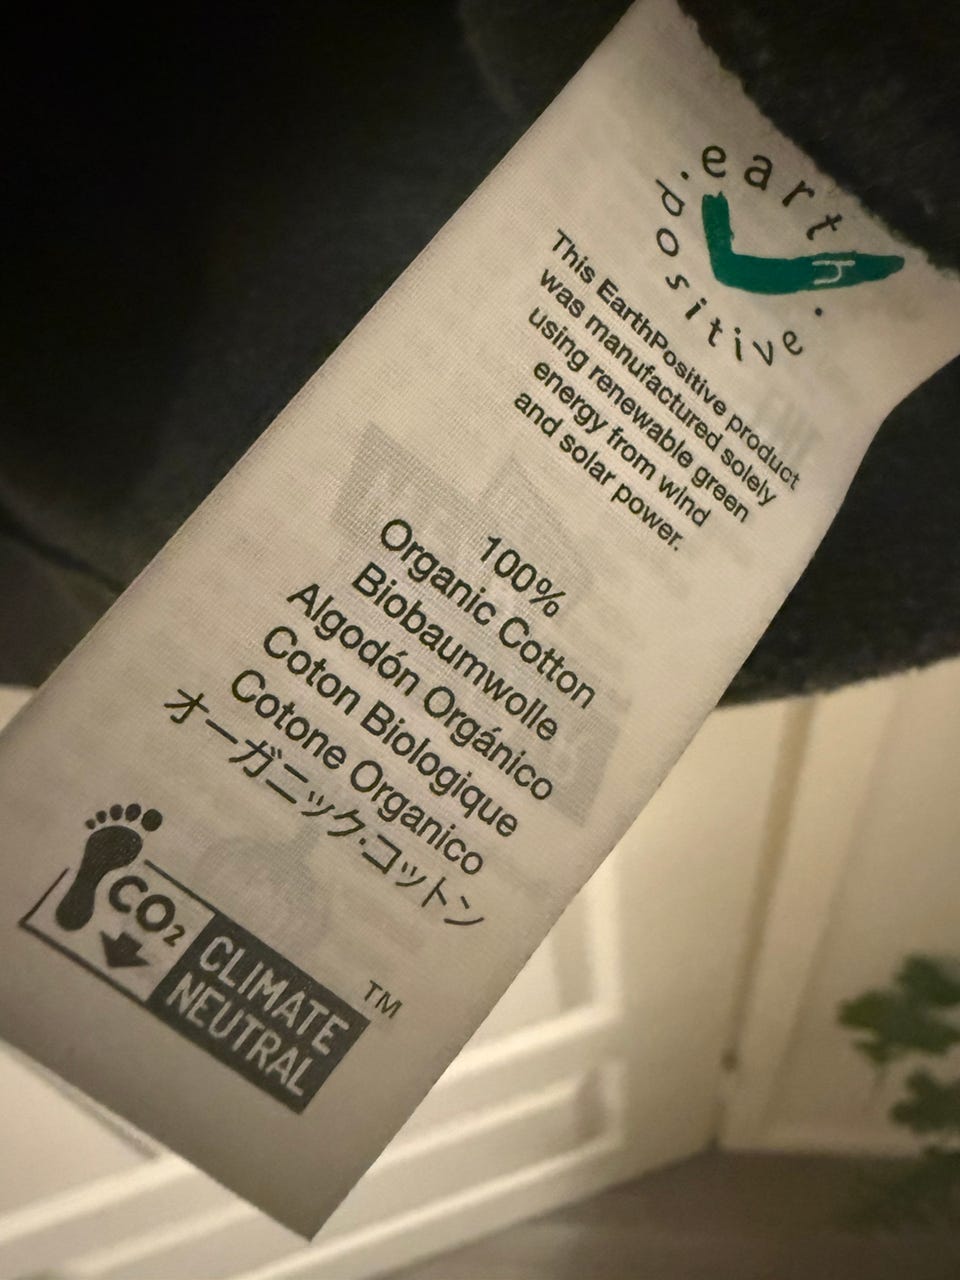 earth
positive
This EarthPositive product
was manufactured solely
using renewable green
energy from wind
and solar power.
100%
Organic Cotton
Biobaumwolle
Algodón Orgánico
Coton Biologique
Cotone Organico
オーガニック・コットン
CO₂
CLIMATE
NEUTRAL
TM